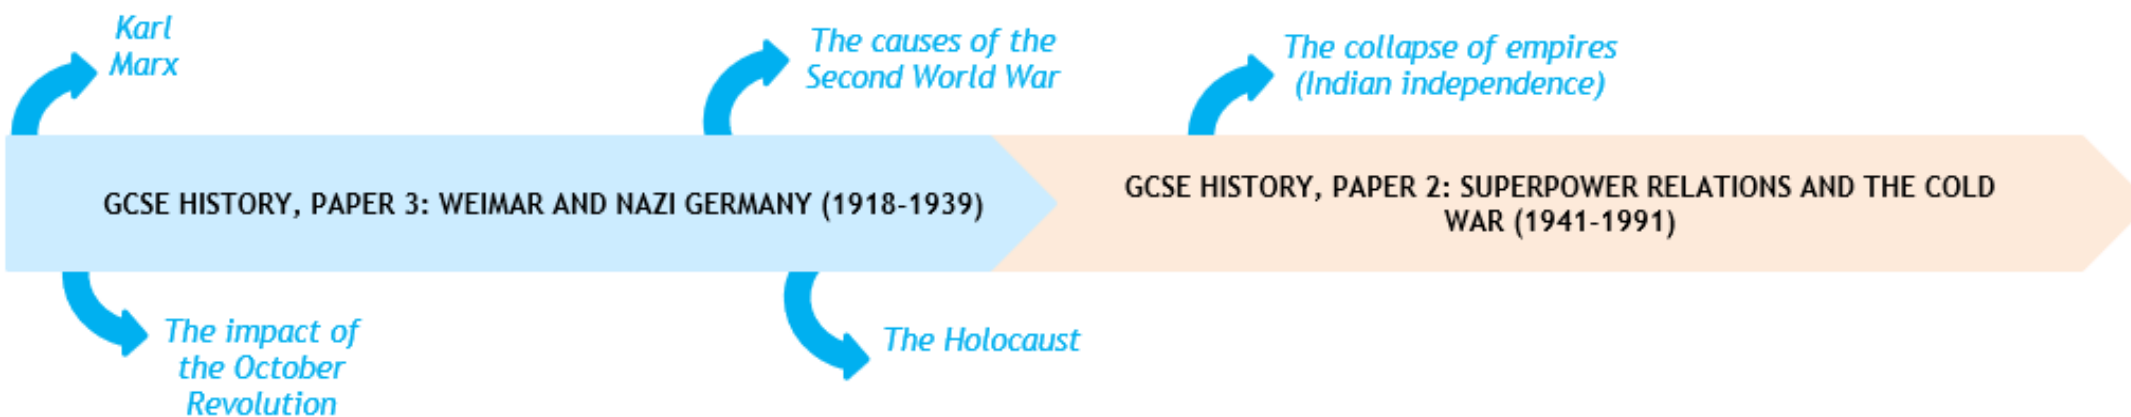 Karl
Marx
The causes of the
Second World War
The collapse of empires
(Indian independence)
GCSE HISTORY, PAPER 3: WEIMAR AND NAZI GERMANY (1918-1939)
GCSE HISTORY, PAPER 2: SUPERPOWER RELATIONS AND THE COLD
WAR (1941-1991)
The impact of
the October
Revolution
The Holocaust